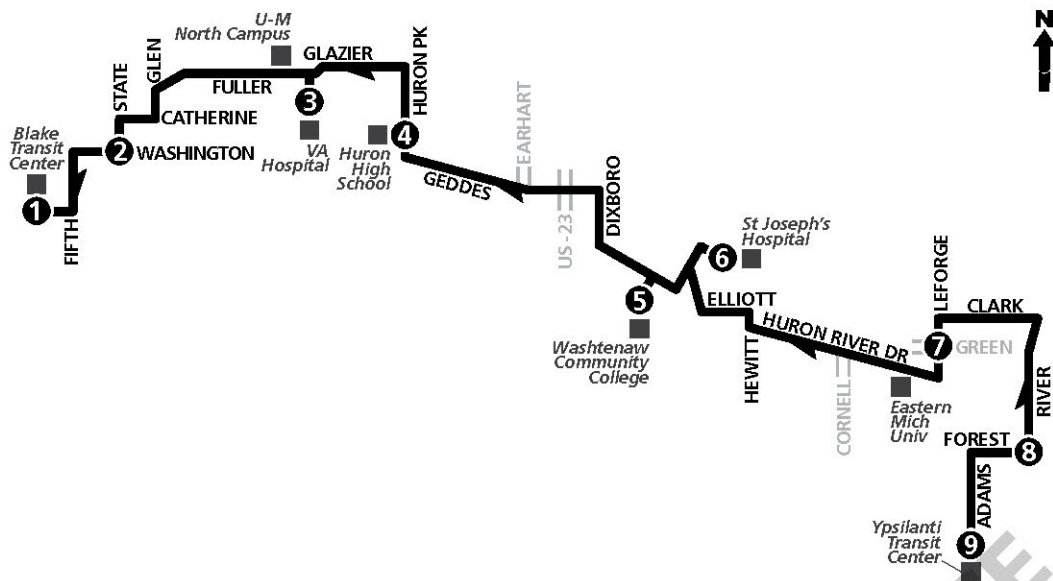 U-M
North Campus
N
GLAZIER
GLEN
STATE
FULLER
HURON PK
3
CATHERINE
4
Blake
Transit
Center
2
WASHINGTON
VA
Hospital
Huron
High
School
EARHART
GEDDES
1
FIFTH
US-23
DIXBORO
St Joseph's
Hospital
6
5
ELLIOTT
LEFORGE
CLARK
HURON RIVER DR
7
GREEN
Washtenaw
Community
College
HEWITT
CORNELL
Eastern
Mich
Univ
RIVER
FOREST
8
ADAMS
Ypsilanti
Transit
Center
9